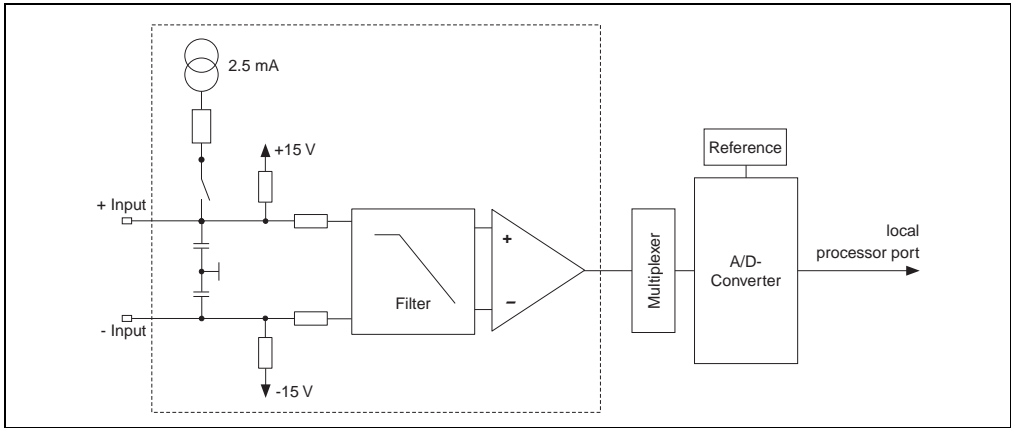 2.5 mA
+15 V
Reference
+ Input
+
local
processor port
Multiplexer
A/D-
Converter
Filter
−
- Input
-15 V